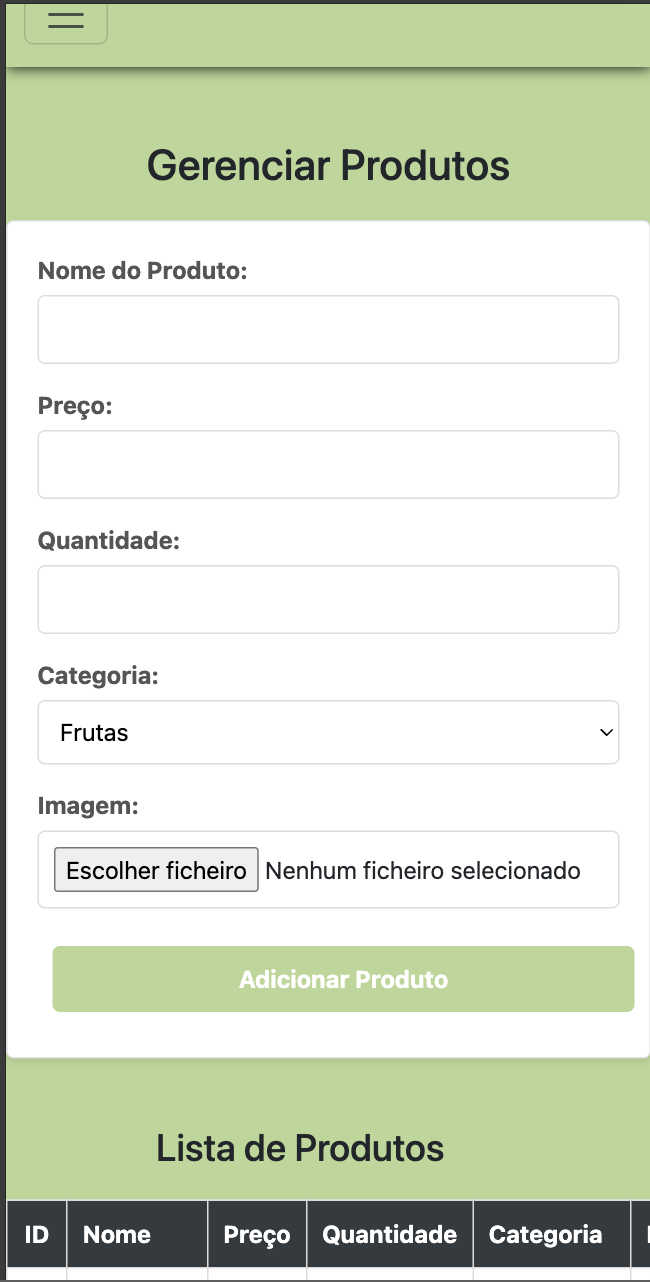 Gerenciar Produtos
Nome do Produto:
Preço:
Quantidade:
Categoria:
Frutas
Imagem:
Escolher ficheiro Nenhum ficheiro selecionado
Adicionar Produto
Lista de Produtos
ID Nome Preço Quantidade Categoria